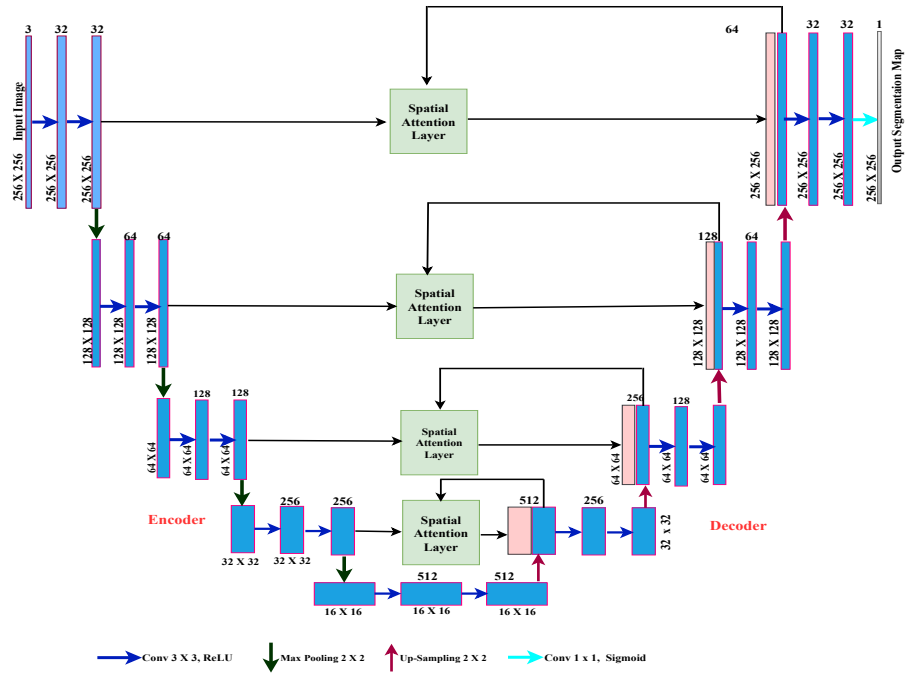 3
32
32
64
32
32
1
Input Image
256 X 256
256 X 256
256 X 256
Spatial
Attention
Layer
256 X 256
256 X 256
256 X 256
256 X 256
Output Segmentaion Map
64
64
128
64
128 X 128
128 X 128
128 X 128
Spatial
Attention
Layer
128 X 128
128 X 128
128 X 128
128
128
256
128
64 X 64
64 X 64
64 X 64
Spatial
Attention
Layer
64 X 64
64 X 64
64 X 64
Encoder
256
256
512
256
Decoder
32 X 32
32 X 32
32 X 32
Spatial
Attention
Layer
32 x 32
512
512
16 X 16
16 X 16
16 X 16
Conv 3 X 3, ReLU
Max Pooling 2 X 2
Up-Sampling 2 X 2
Conv 1 x 1, Sigmoid